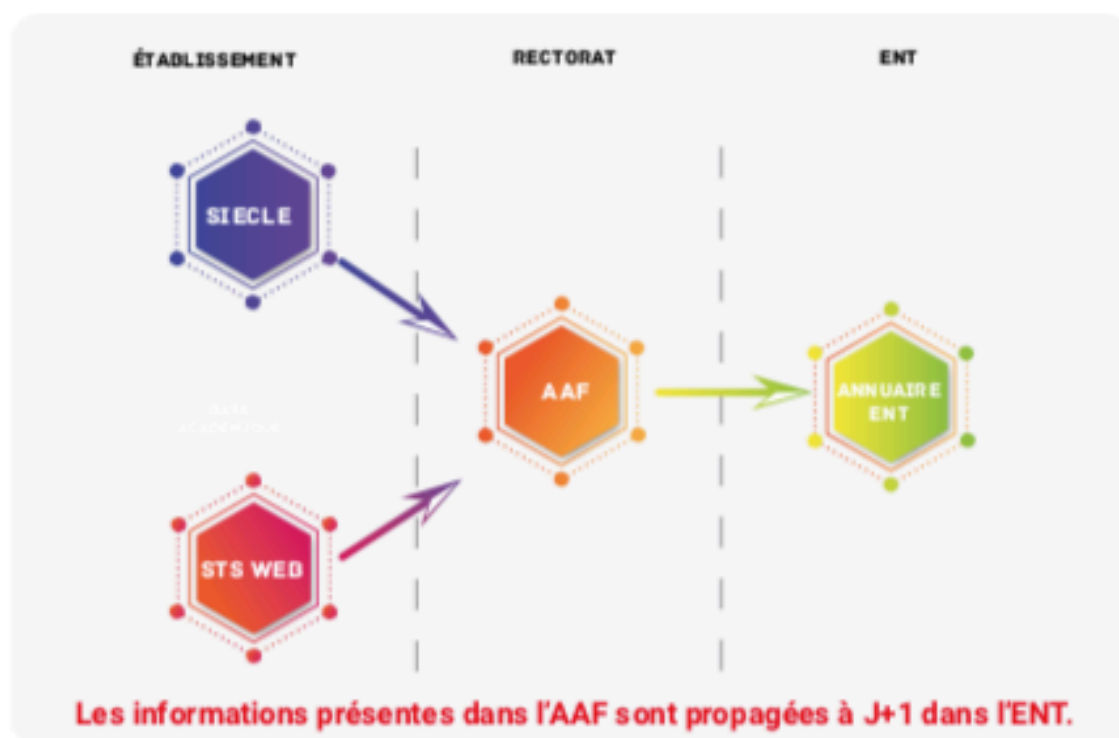 ÉTABLISSEMENT
RECTORAT
ENT
SIECLE
AAF
ANNUAIRE
ENT
STS WEB
Les informations présentes dans l'AAF sont propagées à J+1 dans l'ENT.